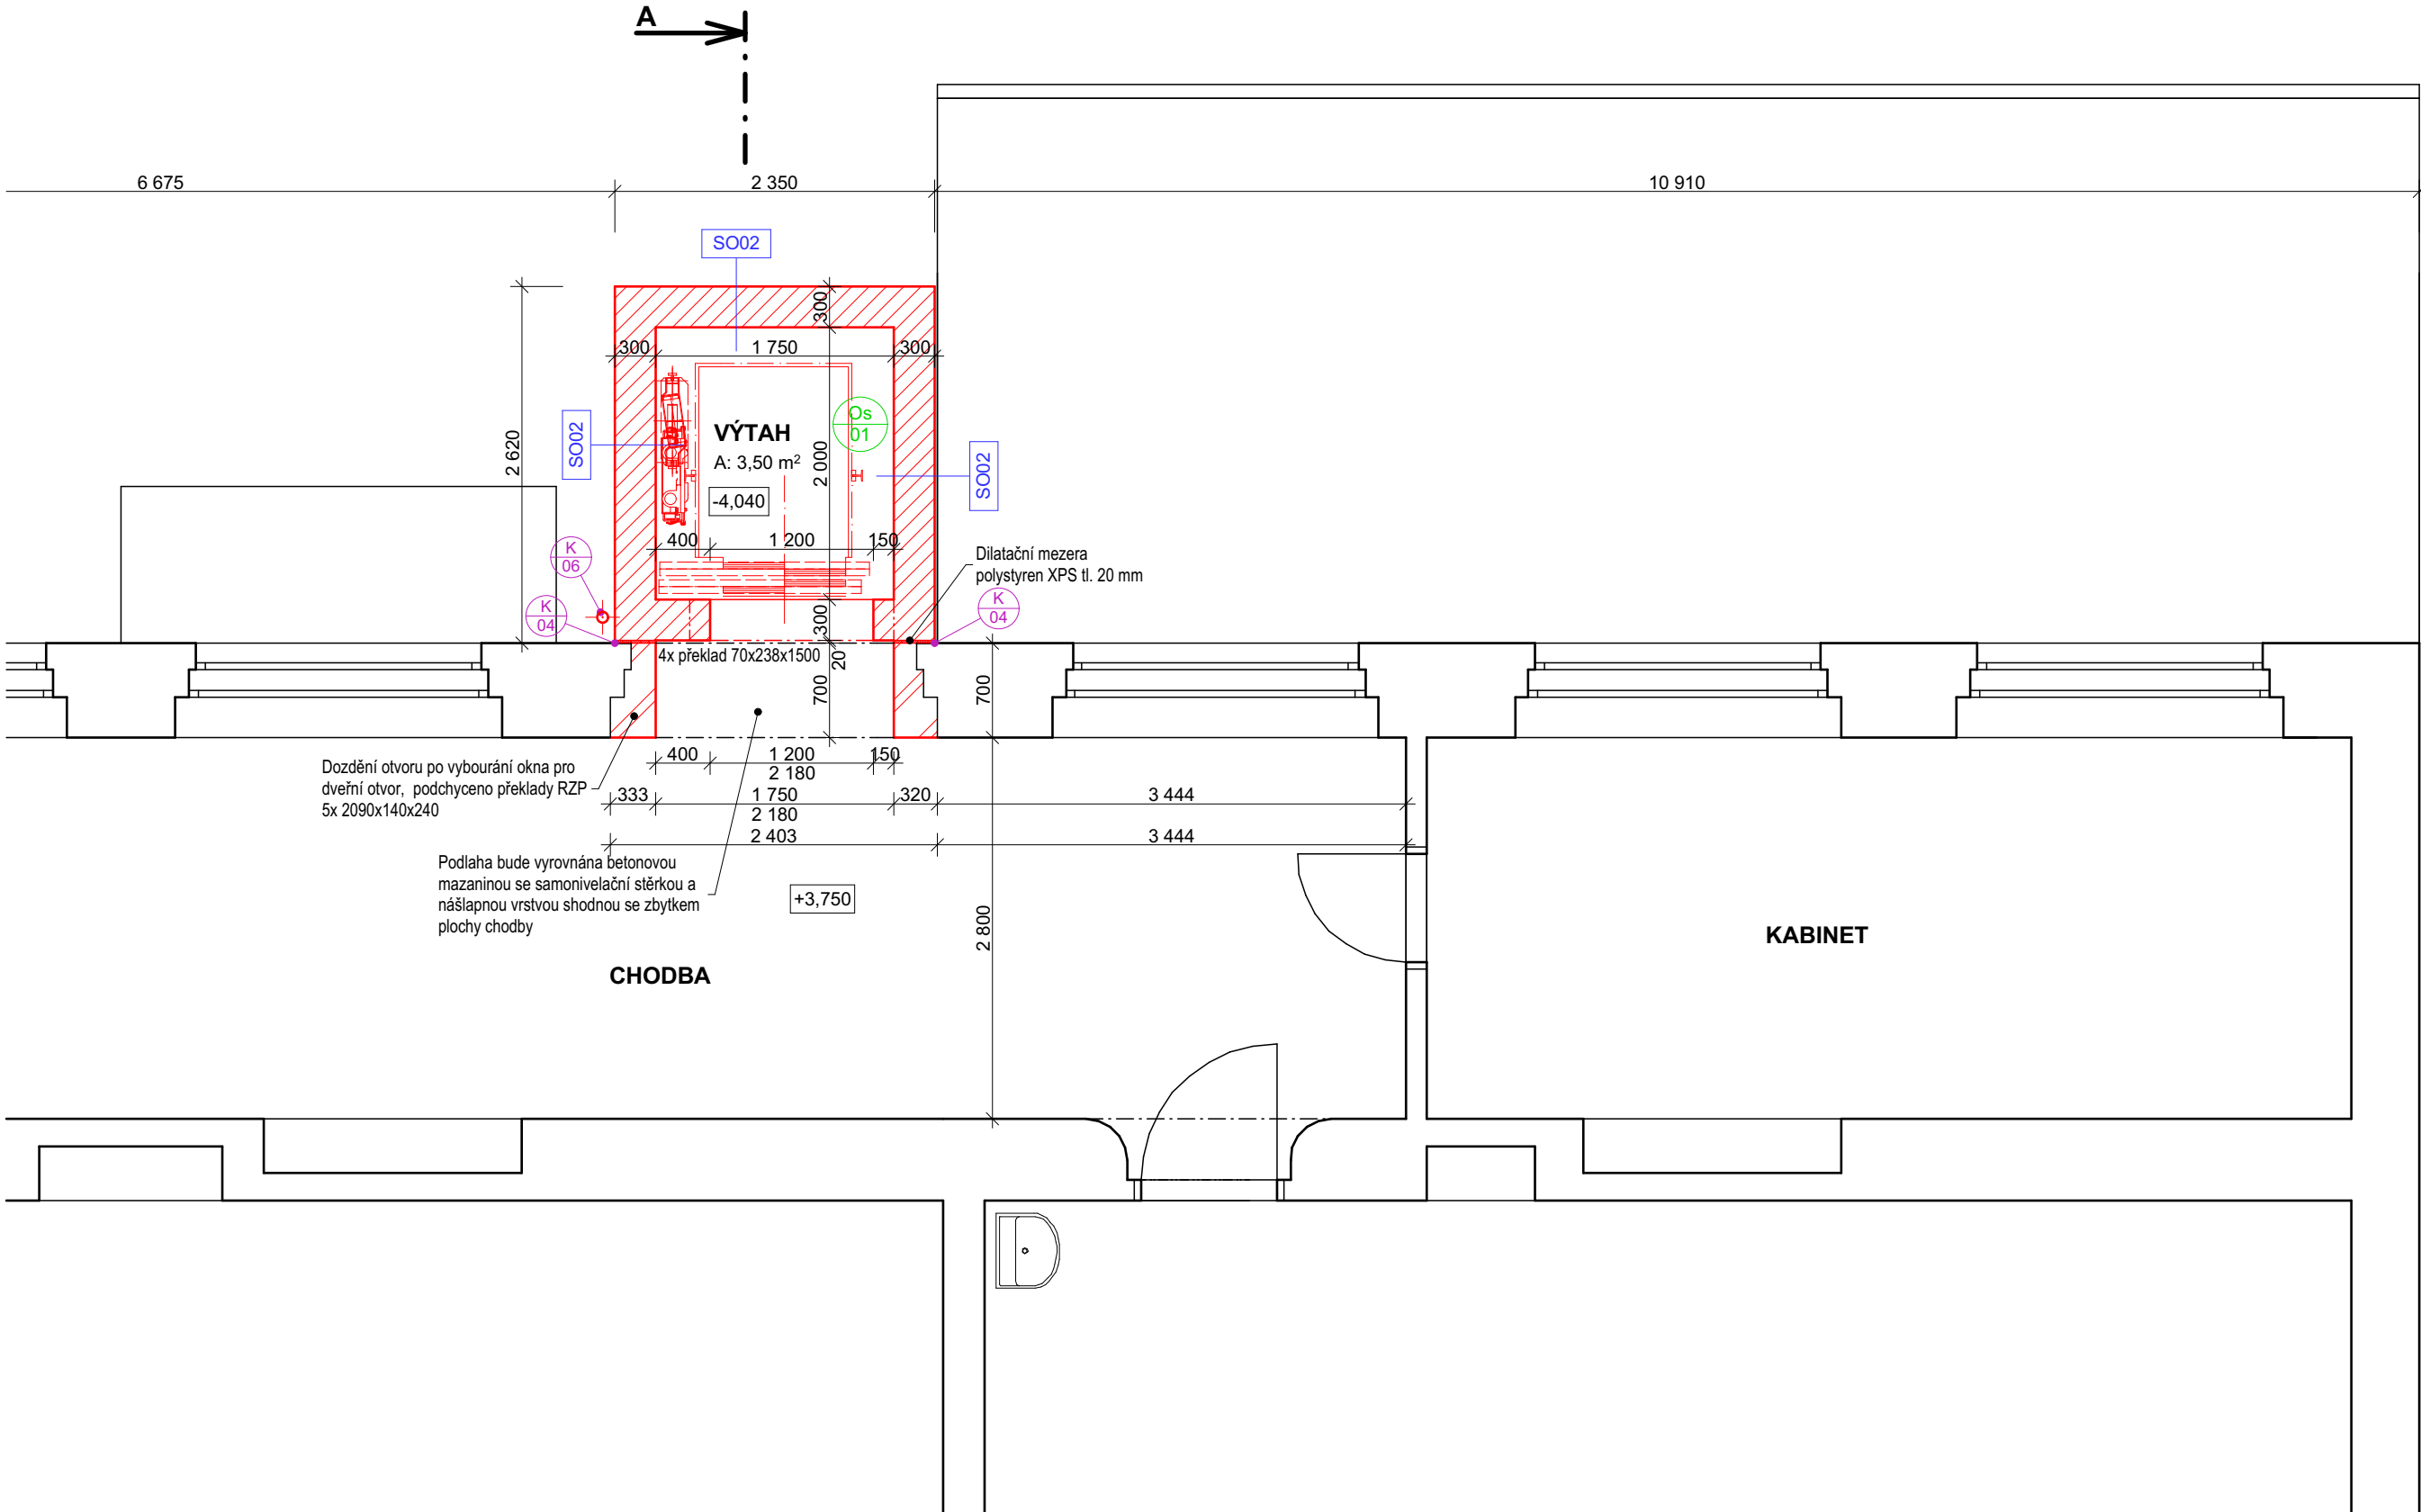 A
6 675
2 350
10 910
SO02
300
300
1 750
300
Os
01
VÝTAH
A: 3,50 m²
-4,040
2 000
2 620
SO02
SO02
400
1 200
150
K
06
K
04
Dilatační mezera
polystyren XPS tl. 20 mm
K
04
300
4x překlad 70x238x1500
20
700
700
400
1 200
150
2 180
Dozdění otvoru po vybourání okna pro
dveřní otvor, podchyceno překlady RZP
5x 2090x140x240
333
1 750
320
3 444
2 180
2 403
3 444
Podlaha bude vyrovnána betonovou
mazaninou se samonivelační stěrkou a
nášlapnou vrstvou shodnou se zbytkem
plochy chodby
+3,750
2 800
KABINET
CHODBA